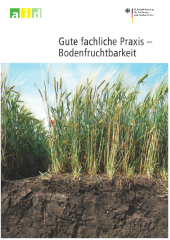 aid
Gute fachliche Praxis –
Bodenfruchtbarkeit